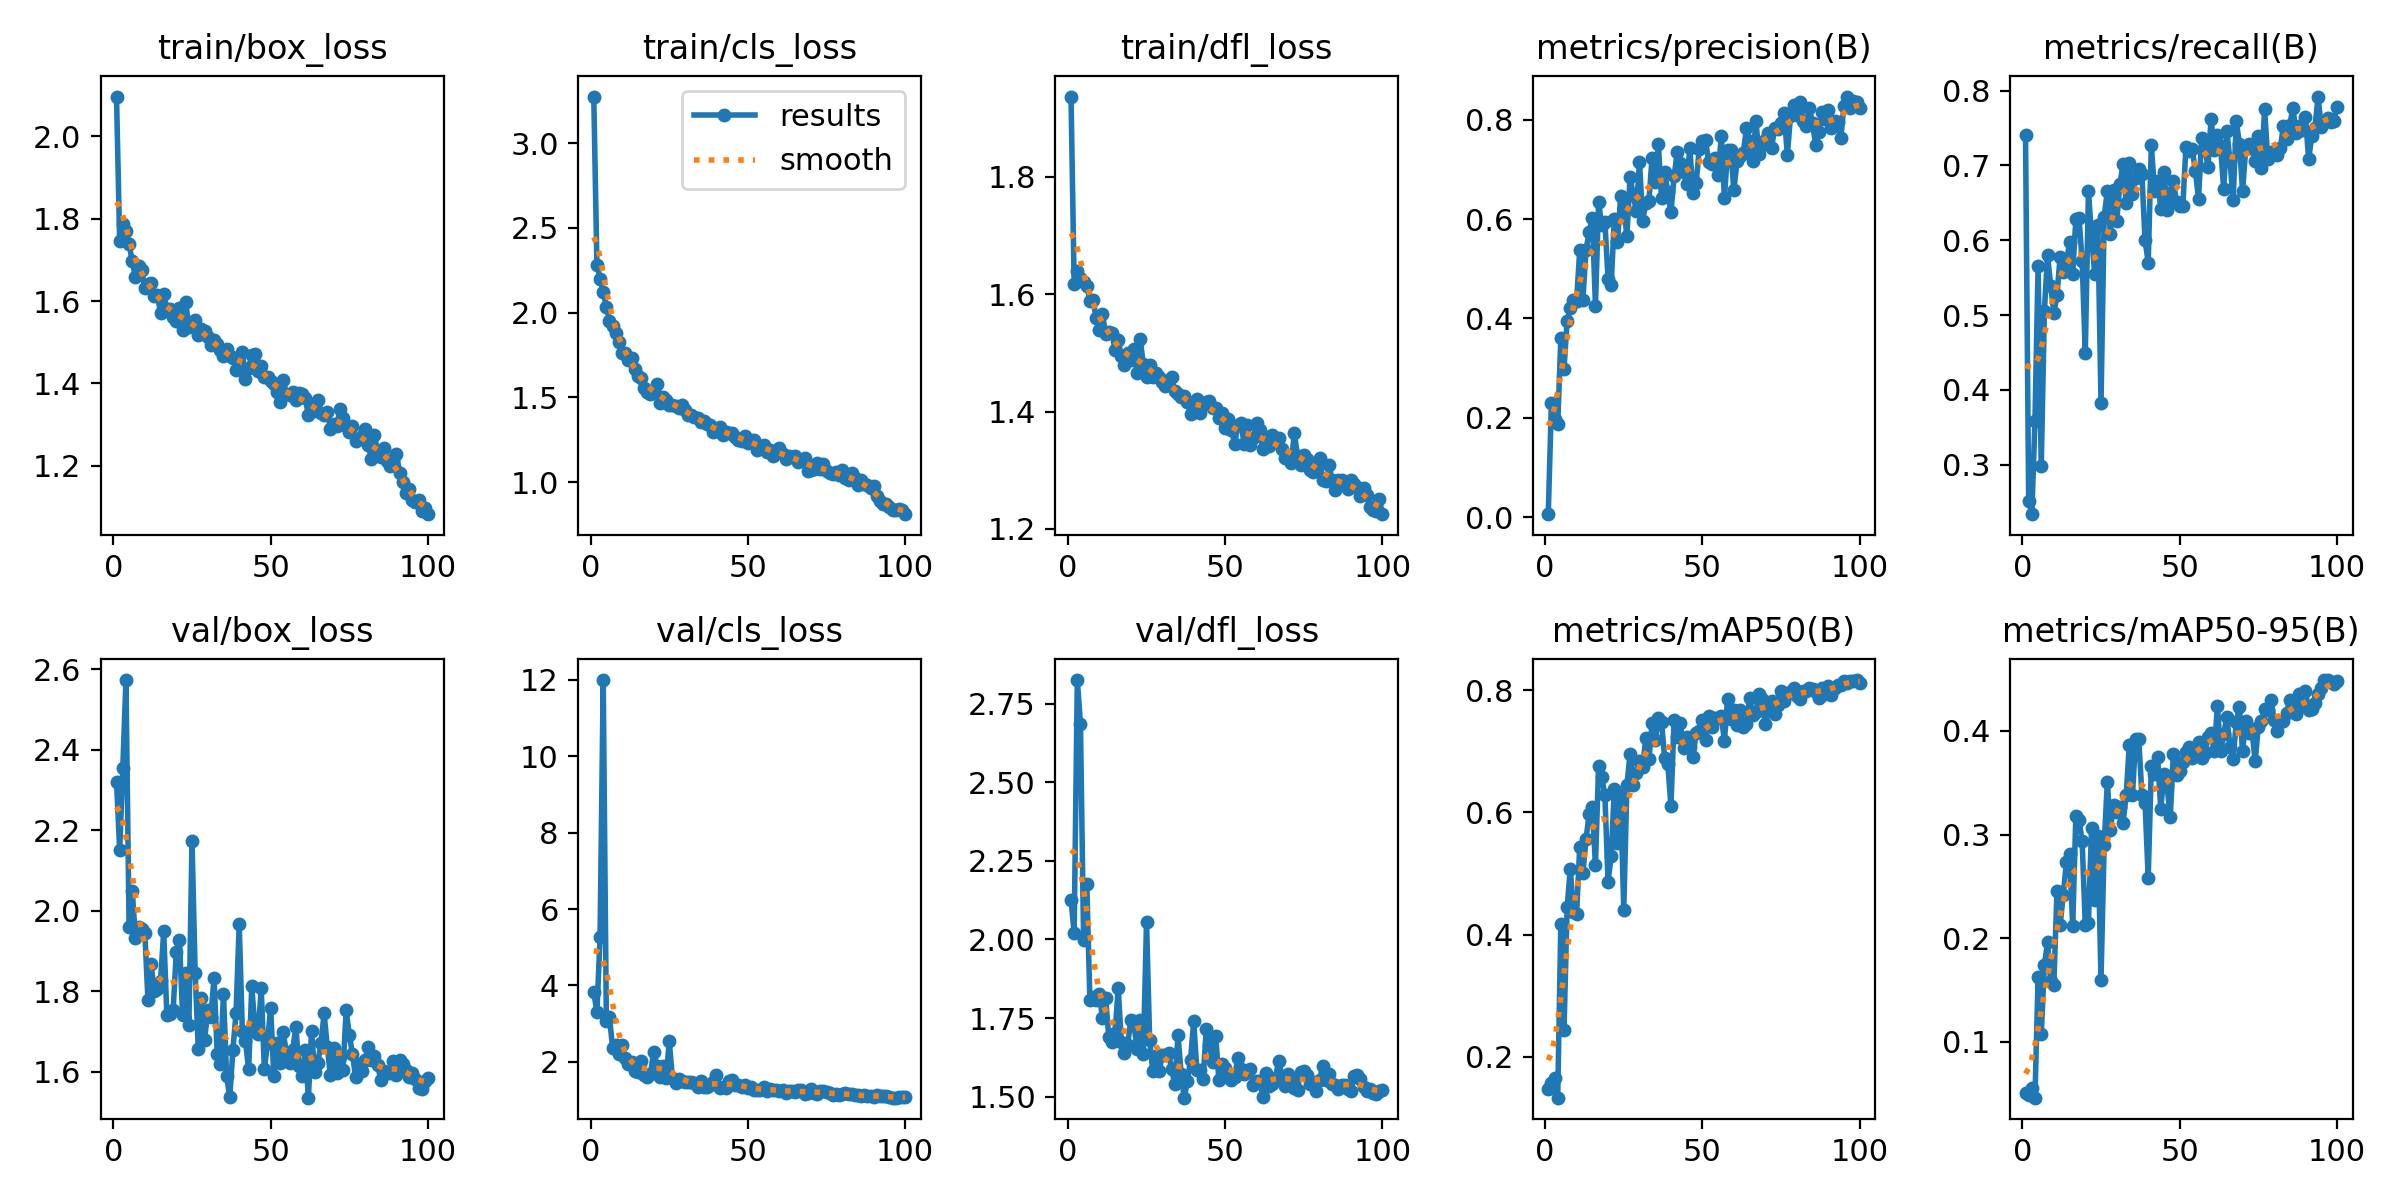 train/box_loss
2.0
1.8
1.6
1.4
1.2
0 50 100
train/cls_loss
results
smooth
3.0
2.5
2.0
1.5
1.0
0 50 100
train/dfl_loss
1.8
1.6
1.4
1.2
0 50 100
metrics/precision(B)
0.8
0.6
0.4
0.2
0.0
0 50 100
metrics/recall(B)
0.8
0.7
0.6
0.5
0.4
0.3
0 50 100
val/box_loss
2.6
2.4
2.2
2.0
1.8
1.6
0 50 100
val/cls_loss
12
10
8
6
4
2
0 50 100
val/dfl_loss
2.75
2.50
2.25
2.00
1.75
1.50
0 50 100
metrics/mAP50(B)
0.8
0.6
0.4
0.2
0 50 100
metrics/mAP50-95(B)
0.4
0.3
0.2
0.1
0 50 100